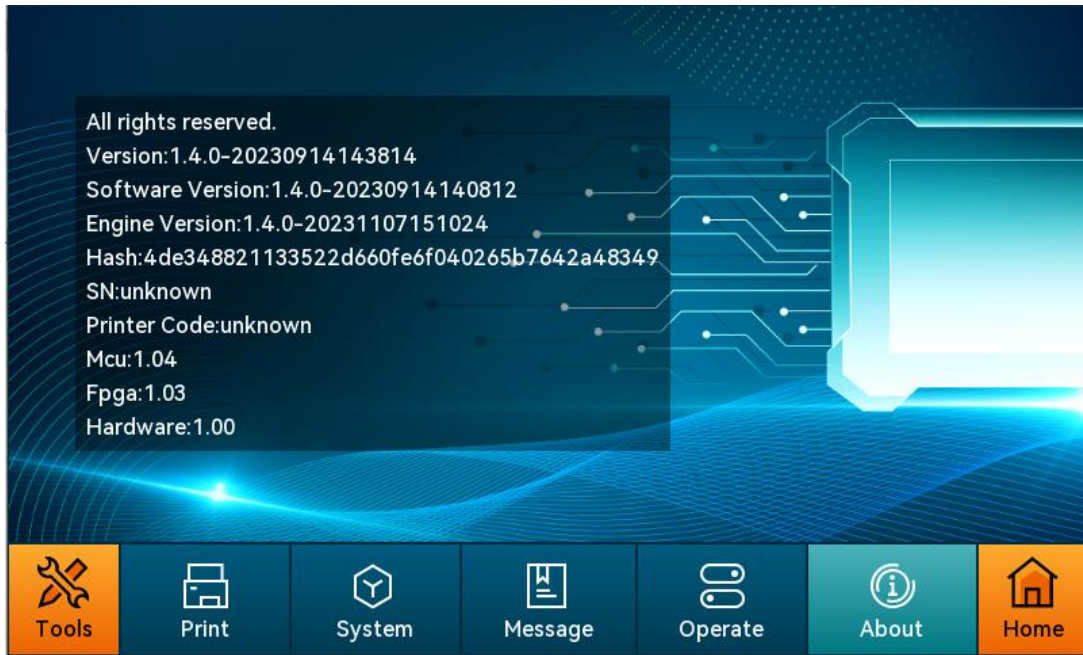 All rights reserved.
Version:1.4.0-20230914143814
Software Version:1.4.0-20230914140812
Engine Version:1.4.0-20231107151024
Hash:4de348821133522d660fe6f040265b7642a48349
SN:unknown
Printer Code:unknown
Mcu:1.04
Fpga:1.03
Hardware:1.00
Tools
Print
System
Message
Operate
About
Home